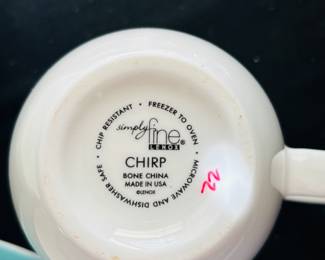 CHIP RESISTANT • FREEZER TO OVEN • MICROWAVE AND DISHWASHER SAFE •
simply fine®
LENOX
CHIRP
BONE CHINA
MADE IN USA
©LENOX
22